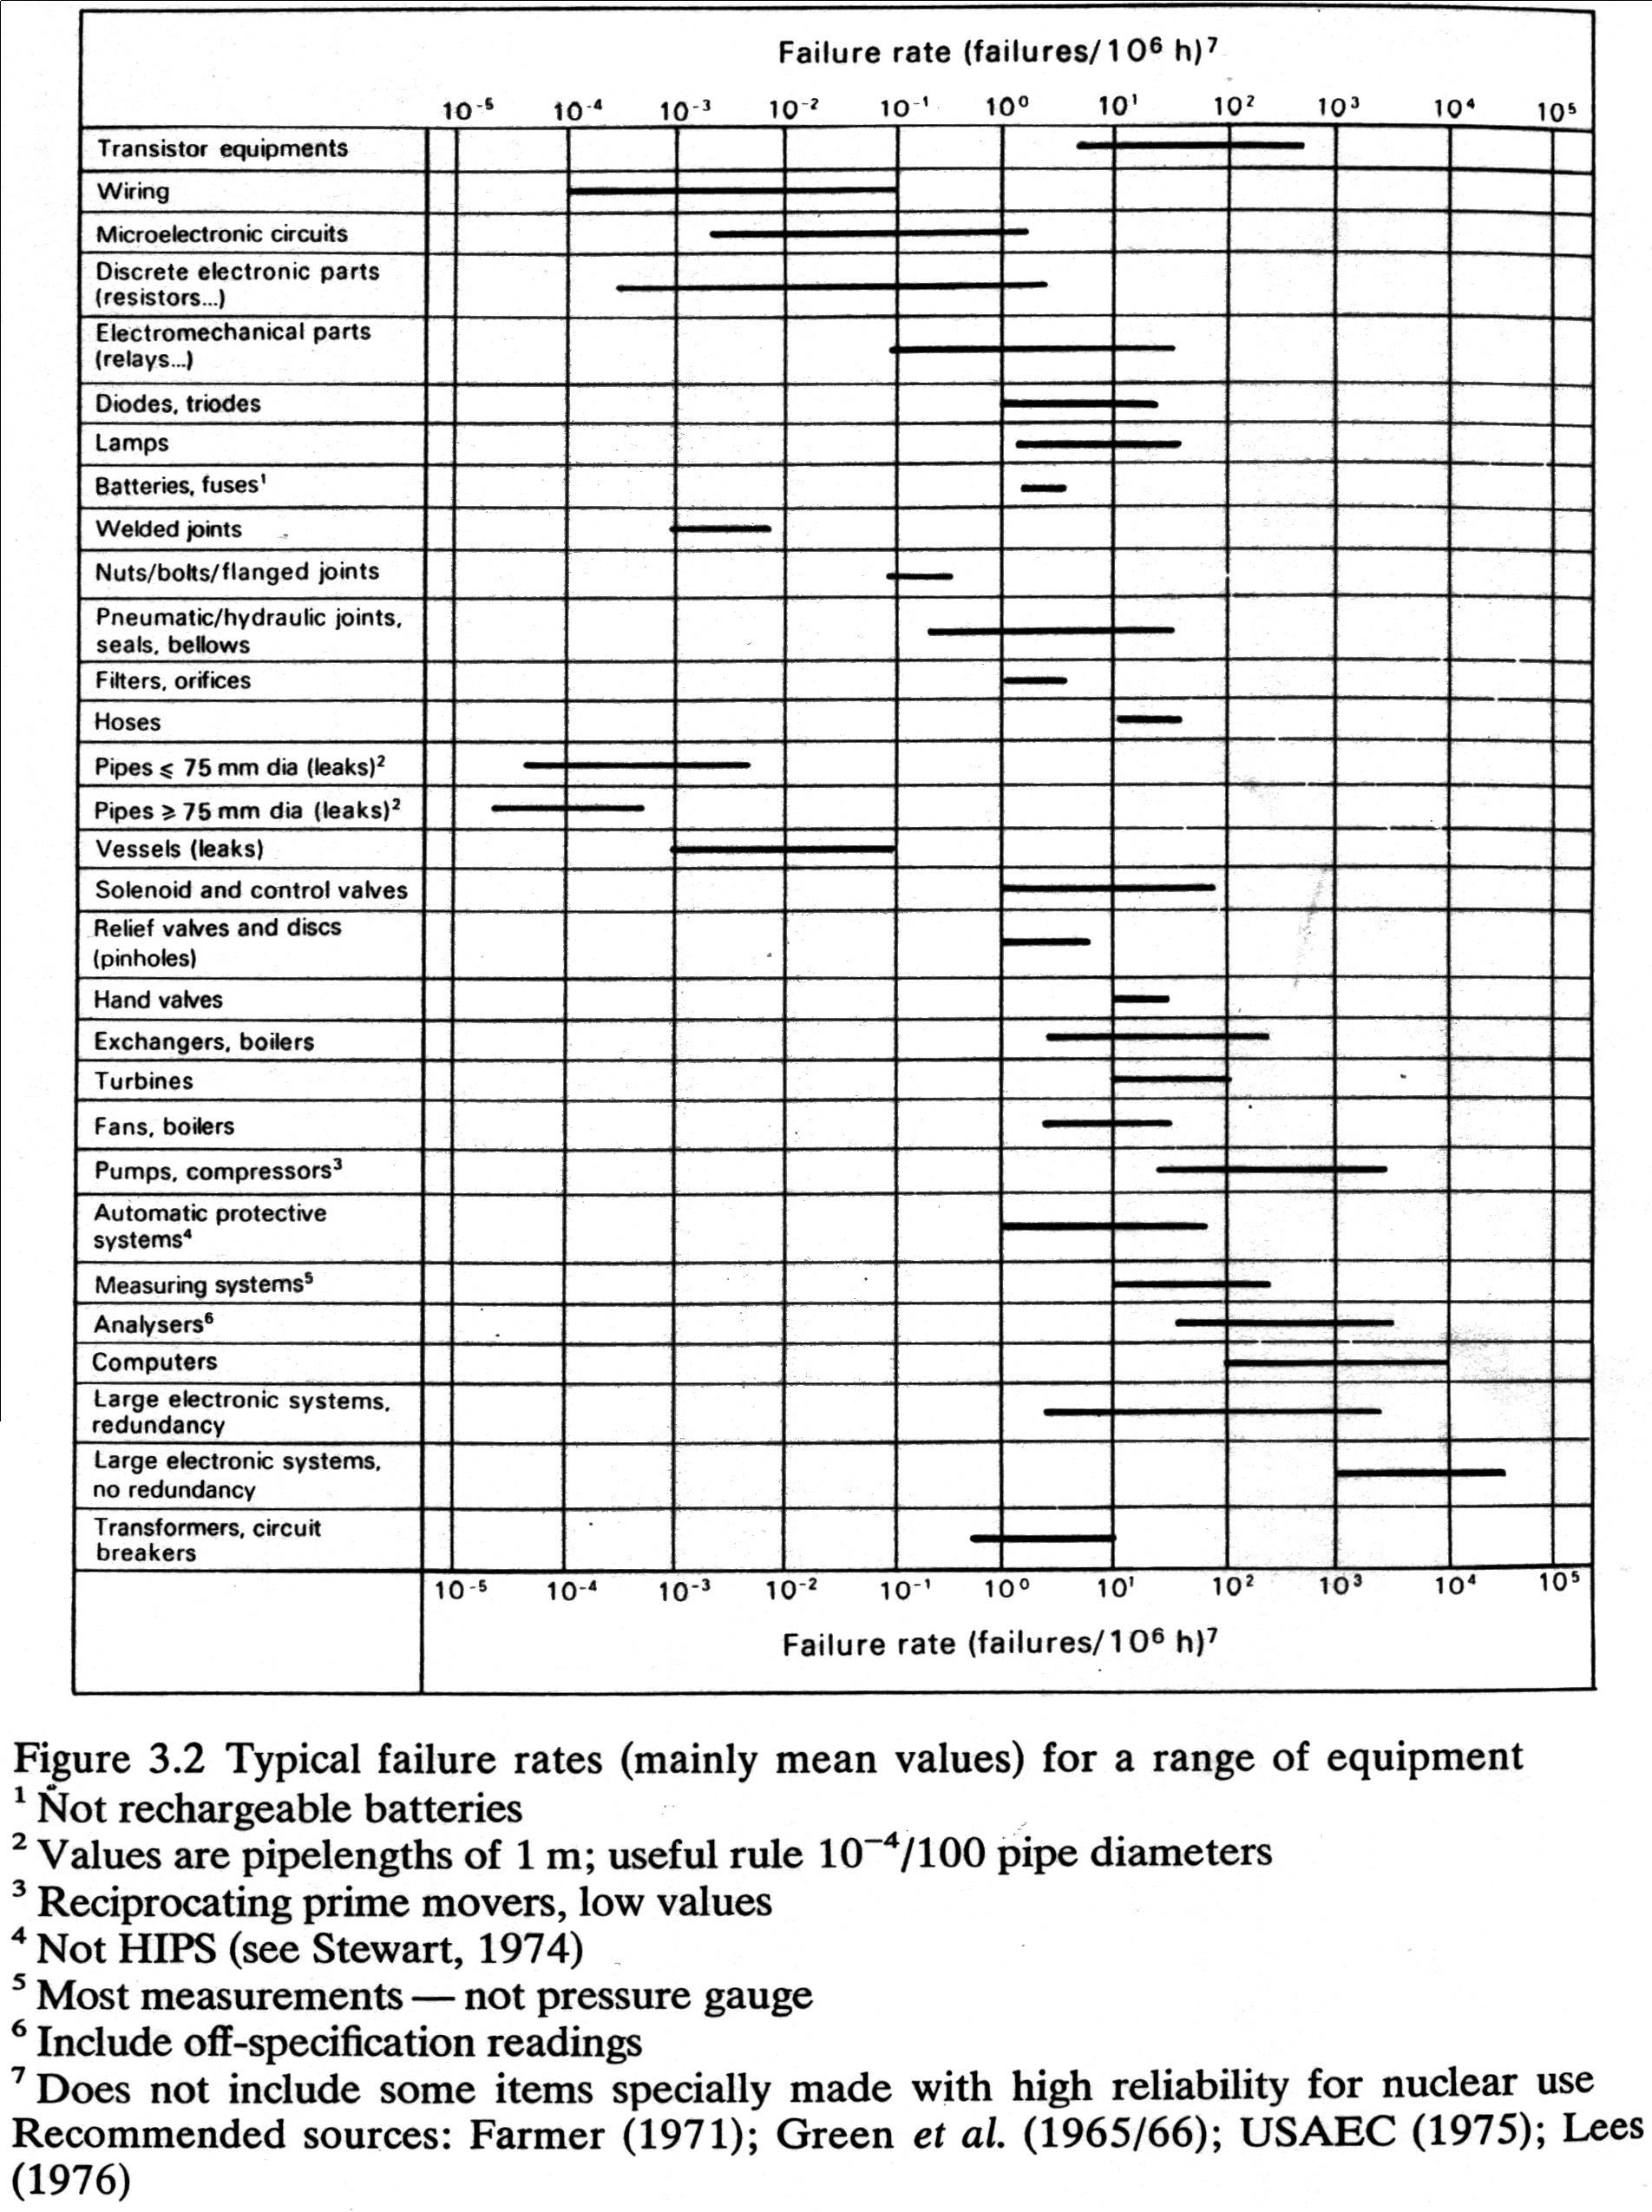 Failure rate (failures/10⁶ h)⁷
10⁻⁵ 10⁻⁴ 10⁻³ 10⁻² 10⁻¹ 10⁰ 10¹ 10² 10³ 10⁴ 10⁵
Transistor equipments
Wiring
Microelectronic circuits
Discrete electronic parts
(resistors...)
Electromechanical parts
(relays...)
Diodes, triodes
Lamps
Batteries, fuses¹
Welded joints
Nuts/bolts/flanged joints
Pneumatic/hydraulic joints,
seals, bellows
Filters, orifices
Hoses
Pipes ⩽ 75 mm dia (leaks)²
Pipes ⩾ 75 mm dia (leaks)²
Vessels (leaks)
Solenoid and control valves
Relief valves and discs
(pinholes)
Hand valves
Exchangers, boilers
Turbines
Fans, boilers
Pumps, compressors³
Automatic protective
systems⁴
Measuring systems⁵
Analysers⁶
Computers
Large electronic systems,
redundancy
Large electronic systems,
no redundancy
Transformers, circuit
breakers
10⁻⁵ 10⁻⁴ 10⁻³ 10⁻² 10⁻¹ 10⁰ 10¹ 10² 10³ 10⁴ 10⁵
Failure rate (failures/10⁶ h)⁷
Figure 3.2 Typical failure rates (mainly mean values) for a range of equipment
¹ Not rechargeable batteries
² Values are pipelengths of 1 m; useful rule 10⁻⁴/100 pipe diameters
³ Reciprocating prime movers, low values
⁴ Not HIPS (see Stewart, 1974)
⁵ Most measurements — not pressure gauge
⁶ Include off-specification readings
⁷ Does not include some items specially made with high reliability for nuclear use
Recommended sources: Farmer (1971); Green et al. (1965/66); USAEC (1975); Lees
(1976)